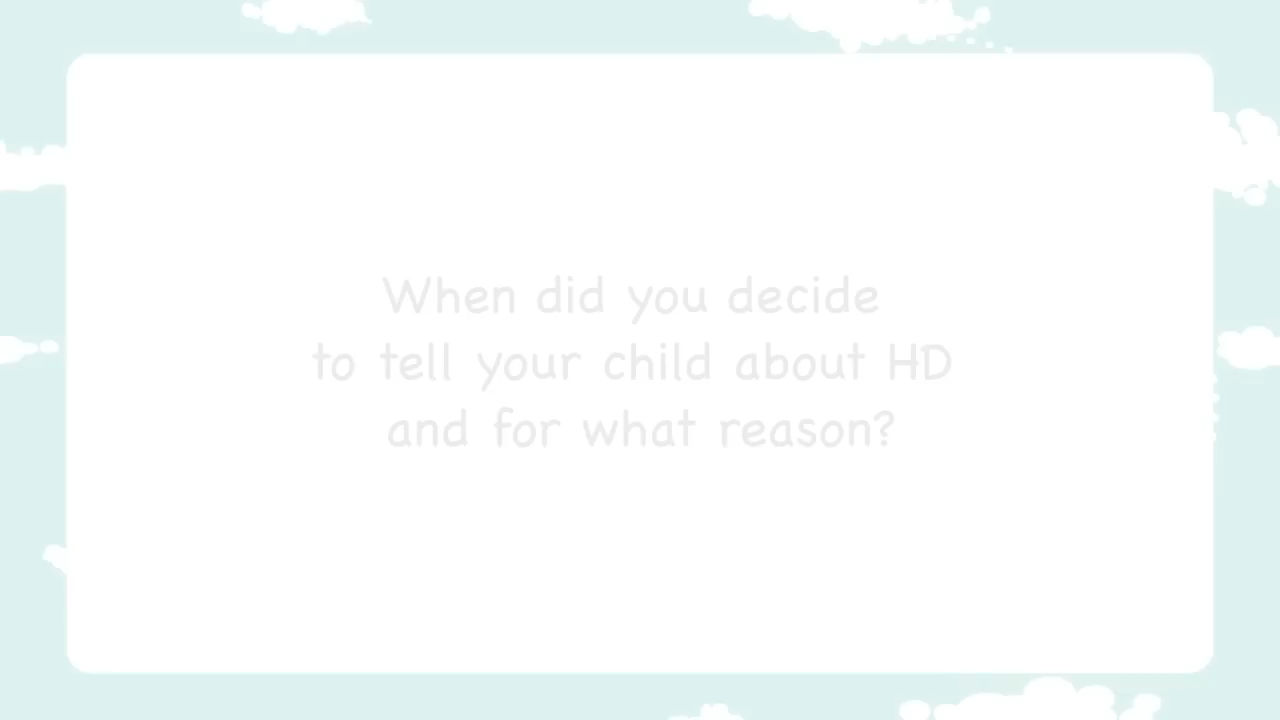 When did you decide
to tell your child about HD
and for what reason?